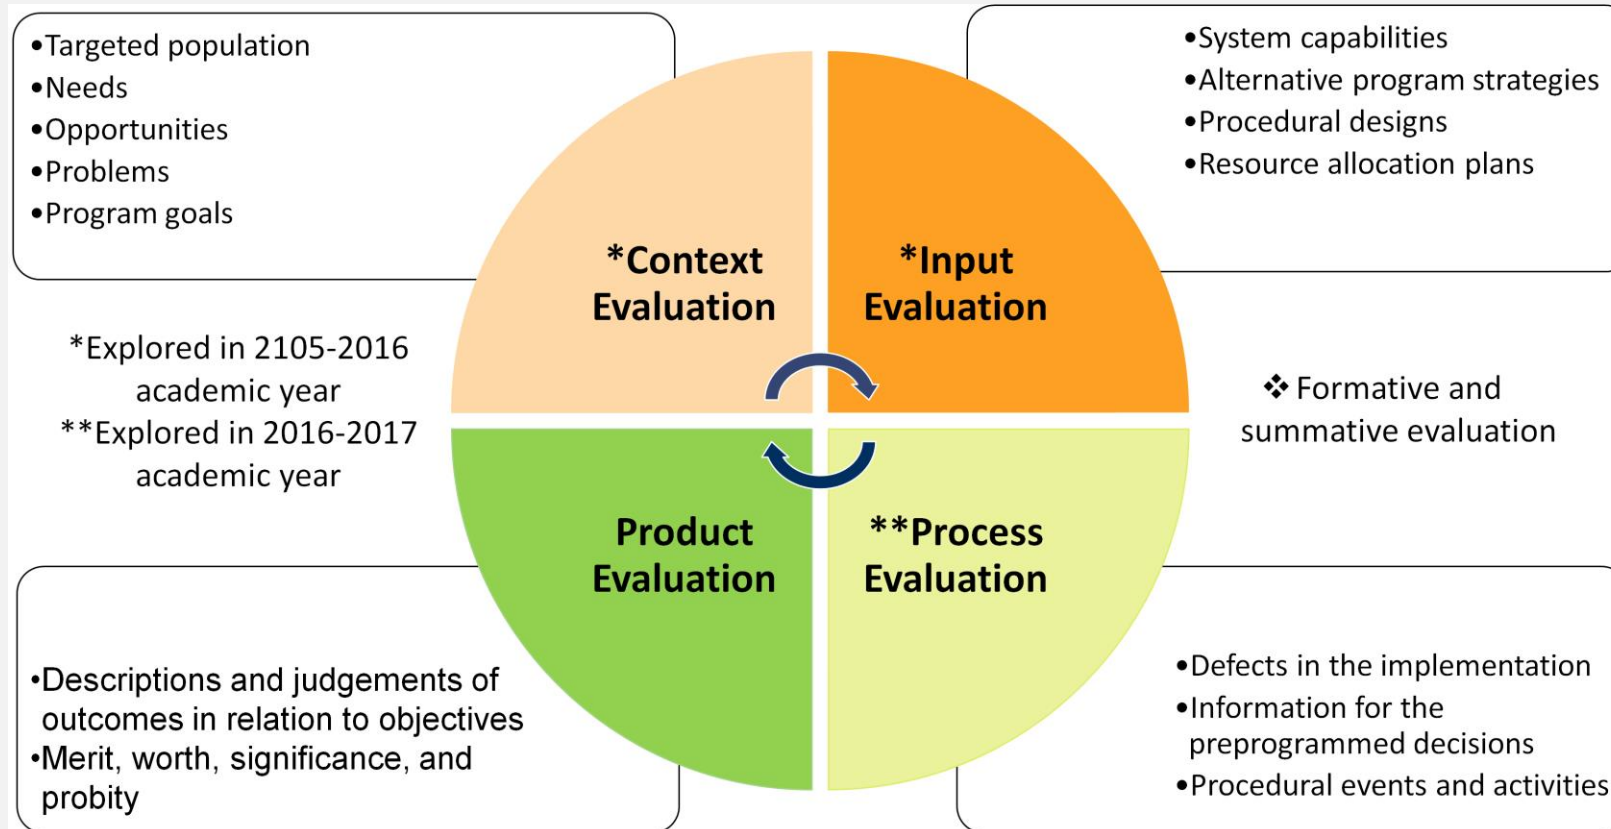 •Targeted population
•Needs
•Opportunities
•Problems
•Program goals
•System capabilities
•Alternative program strategies
•Procedural designs
•Resource allocation plans
*Context
Evaluation
*Input
Evaluation
*Explored in 2105-2016
academic year
**Explored in 2016-2017
academic year
❖ Formative and
summative evaluation
Product
Evaluation
**Process
Evaluation
•Descriptions and judgements of
outcomes in relation to objectives
•Merit, worth, significance, and
probity
•Defects in the implementation
•Information for the
preprogrammed decisions
•Procedural events and activities